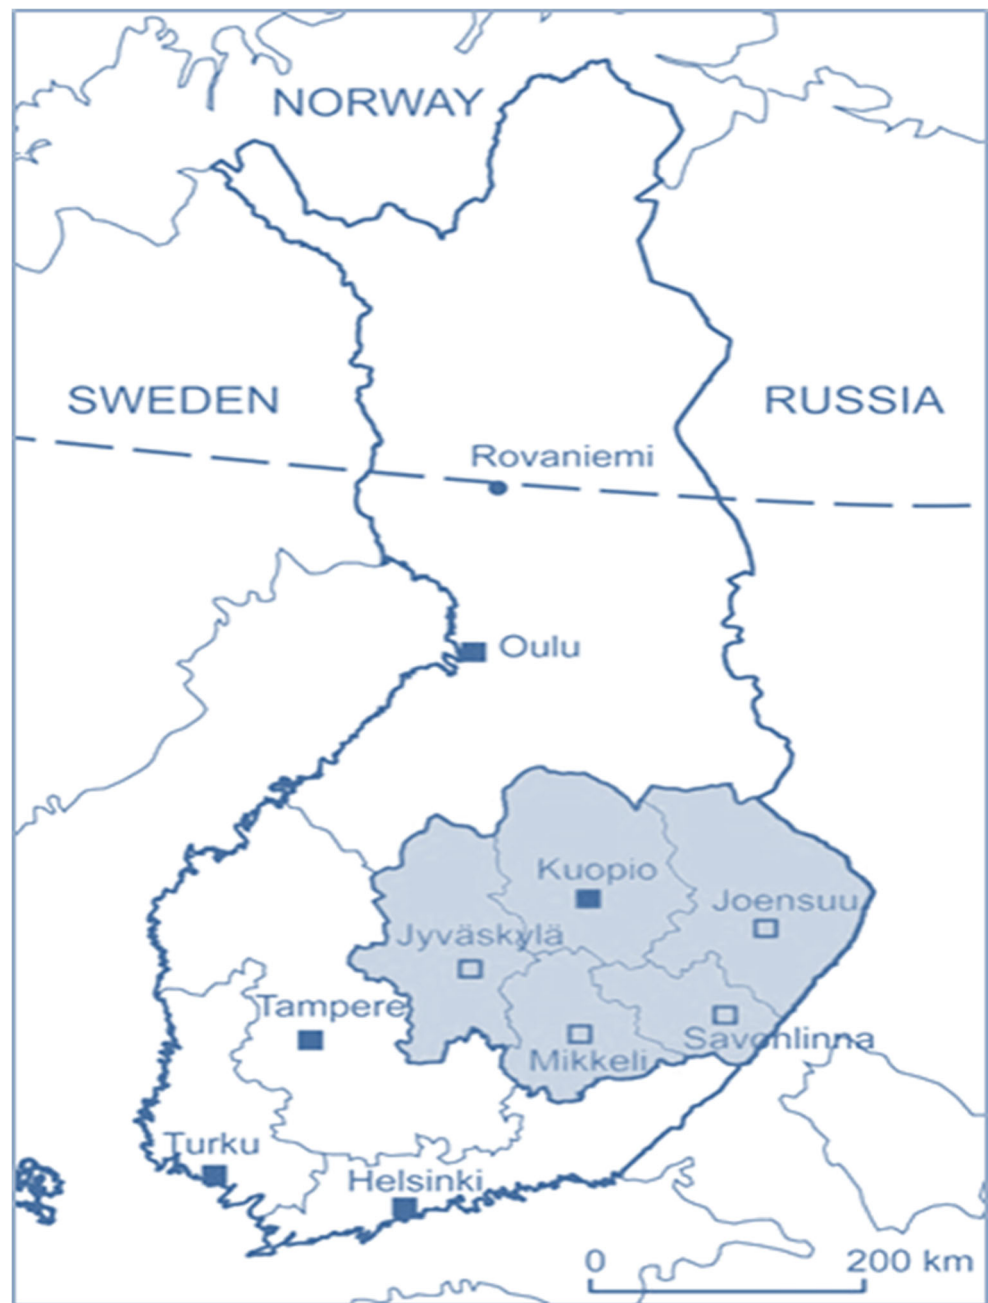 NORWAY
SWEDEN
RUSSIA
Rovaniemi
Oulu
Kuopio
Joensuu
Jyväskylä
Tampere
Savonlinna
Mikkeli
Turku
Helsinki
0 200 km